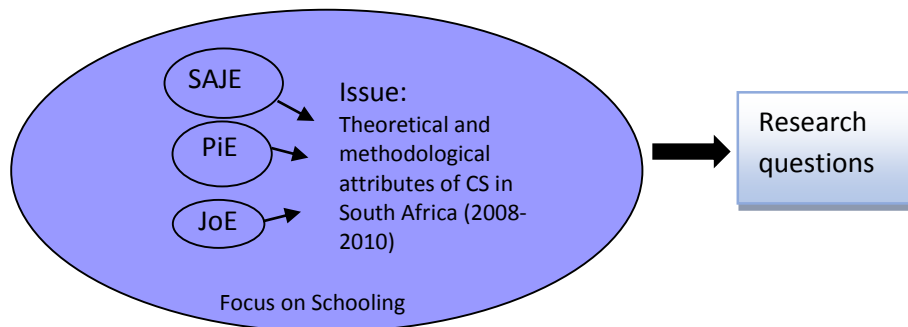 SAJE
PiE
JoE
Issue:
Theoretical and
methodological
attributes of CS in
South Africa (2008-
2010)
Focus on Schooling
Research
questions